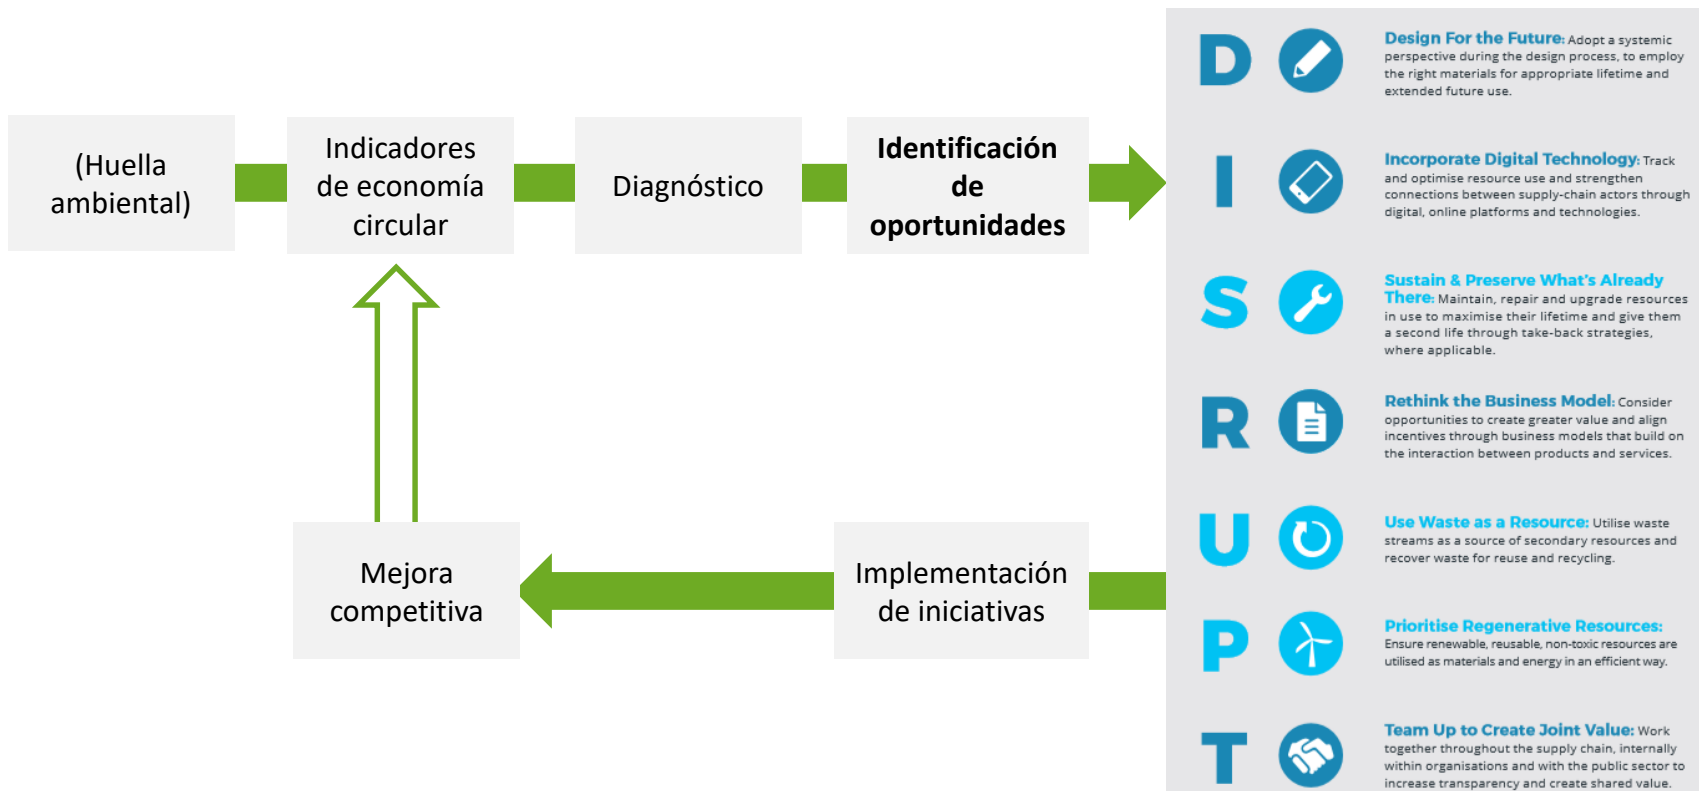 (Huella
ambiental)
Indicadores
de economía
circular
Diagnóstico
Identificación
de
oportunidades
D
Design For the Future: Adopt a systemic
perspective during the design process, to employ
the right materials for appropriate lifetime and
extended future use.
I
Incorporate Digital Technology: Track
and optimise resource use and strengthen
connections between supply-chain actors through
digital, online platforms and technologies.
S
Sustain & Preserve What's Already
There: Maintain, repair and upgrade resources
in use to maximise their lifetime and give them
a second life through take-back strategies,
where applicable.
R
Rethink the Business Model: Consider
opportunities to create greater value and align
incentives through business models that build on
the interaction between products and services.
U
Use Waste as a Resource: Utilise waste
streams as a source of secondary resources and
recover waste for reuse and recycling.
P
Prioritise Regenerative Resources:
Ensure renewable, reusable, non-toxic resources are
utilised as materials and energy in an efficient way.
T
Team Up to Create Joint Value: Work
together throughout the supply chain, internally
within organisations and with the public sector to
increase transparency and create shared value.
Implementación
de iniciativas
Mejora
competitiva